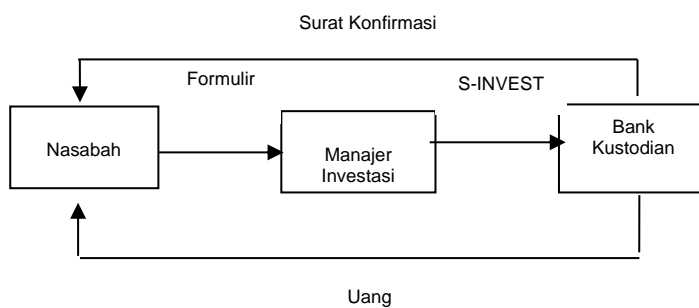 Surat Konfirmasi
Formulir
S-INVEST
Nasabah
Manajer
Investasi
Bank
Kustodian
Uang